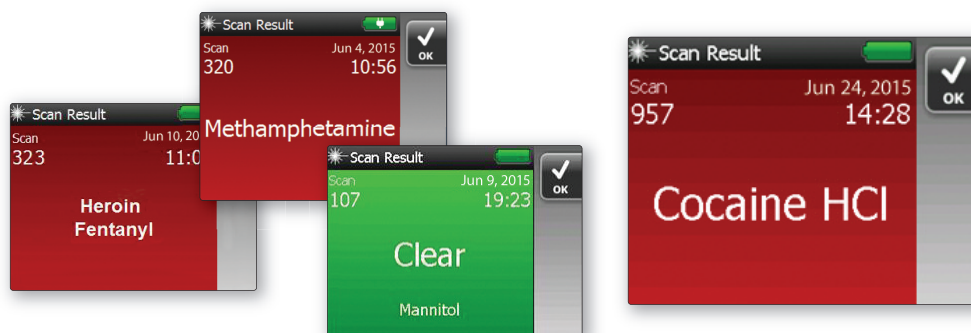 Scan Result
Scan
Jun 10, 20
323
11:0
Heroin
Fentanyl
Scan Result
Scan
Jun 4, 2015
320
10:56
OK
Methamphetamine
Scan Result
Scan
Jun 9, 2015
107
19:23
OK
Clear
Mannitol
Scan Result
Scan
Jun 24, 2015
957
14:28
OK
Cocaine HCl